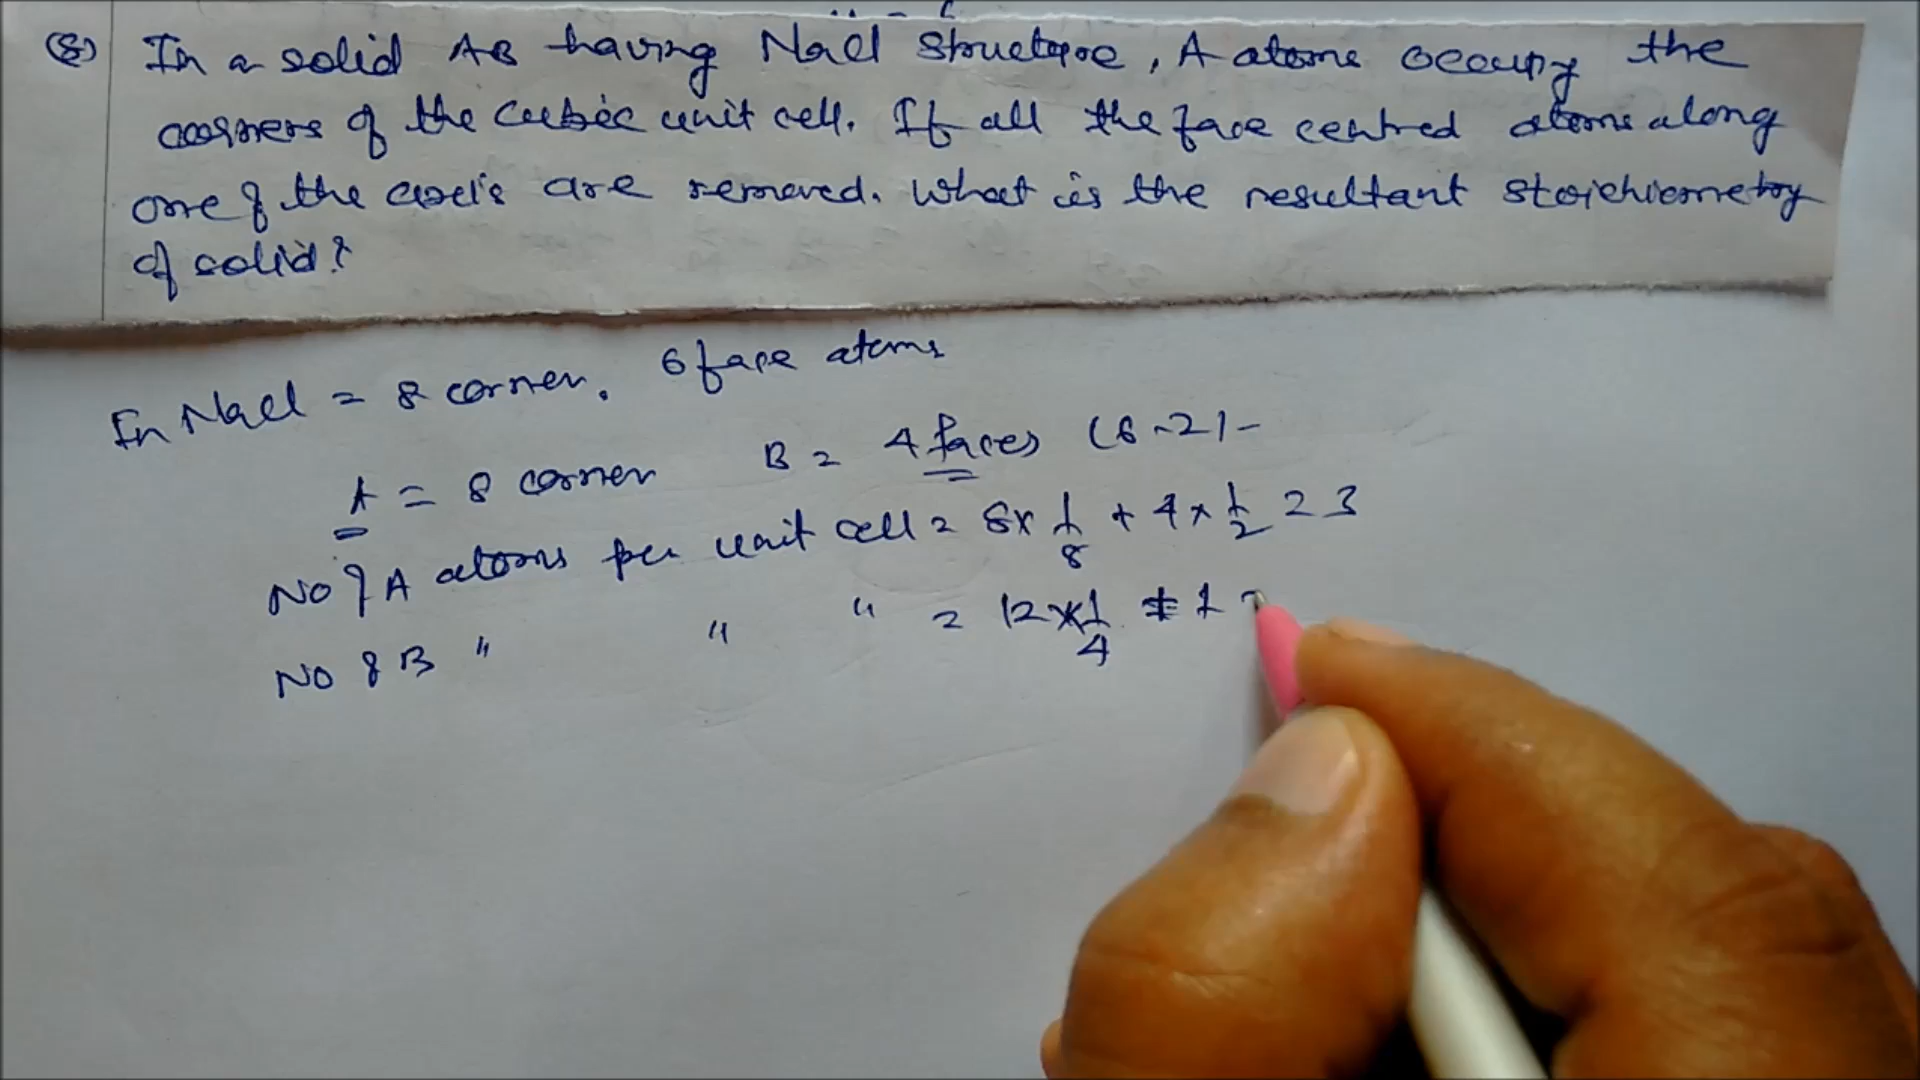 (8) In a solid AB having NaCl structure, A atoms occupy the
corners of the cubic unit cell. If all the face centred atoms along
one of the axis are removed. What is the resultant stoichiometry
of solid?
In NaCl = 8 corner. 6 face atoms
A = 8 corner B = 4 faces (6-2) -
No of A atoms per unit cell = 8 × 1/8 + 4 × 1/2 = 3
No of B " " " = 12 × 1/4 + 1 =